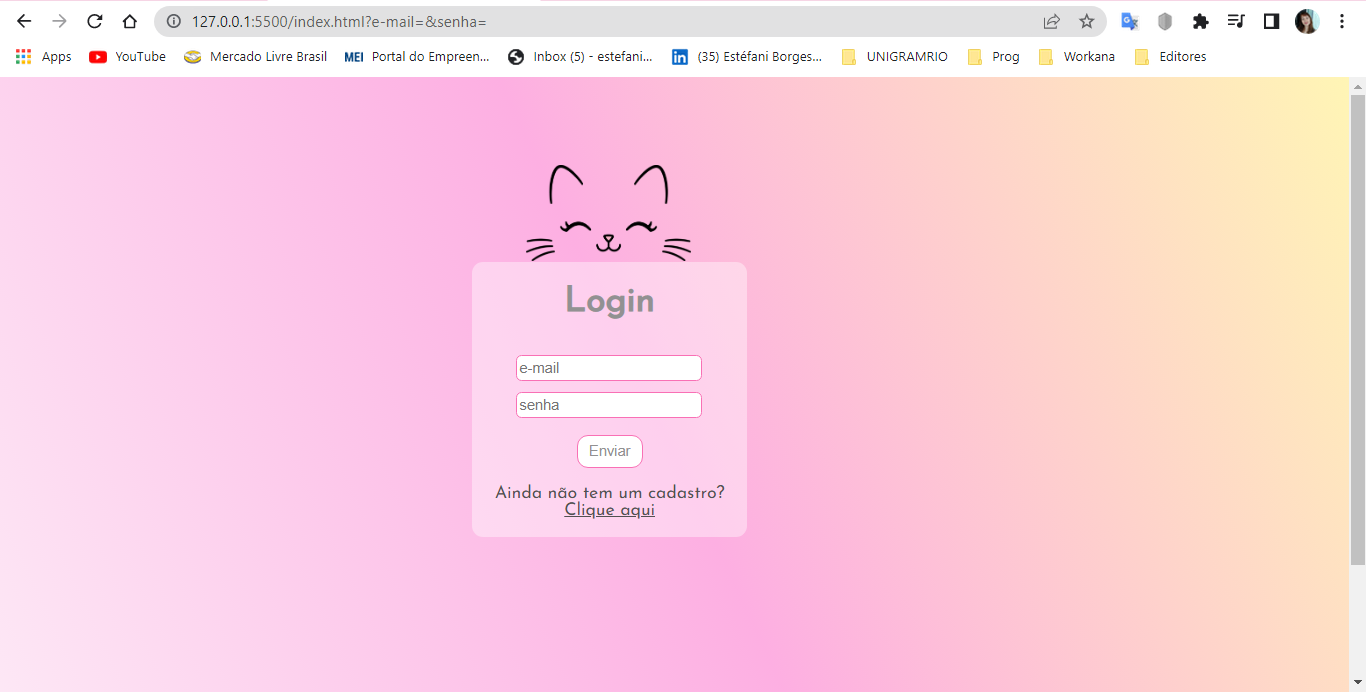 127.0.0.1:5500/index.html?e-mail=&senha=
Apps YouTube Mercado Livre Brasil MEI Portal do Empreen... Inbox (5) - estefani... in (35) Estéfani Borges... UNIGRAMRIO Prog Workana Editores
Login
e-mail
senha
Enviar
Ainda não tem um cadastro?
Clique aqui